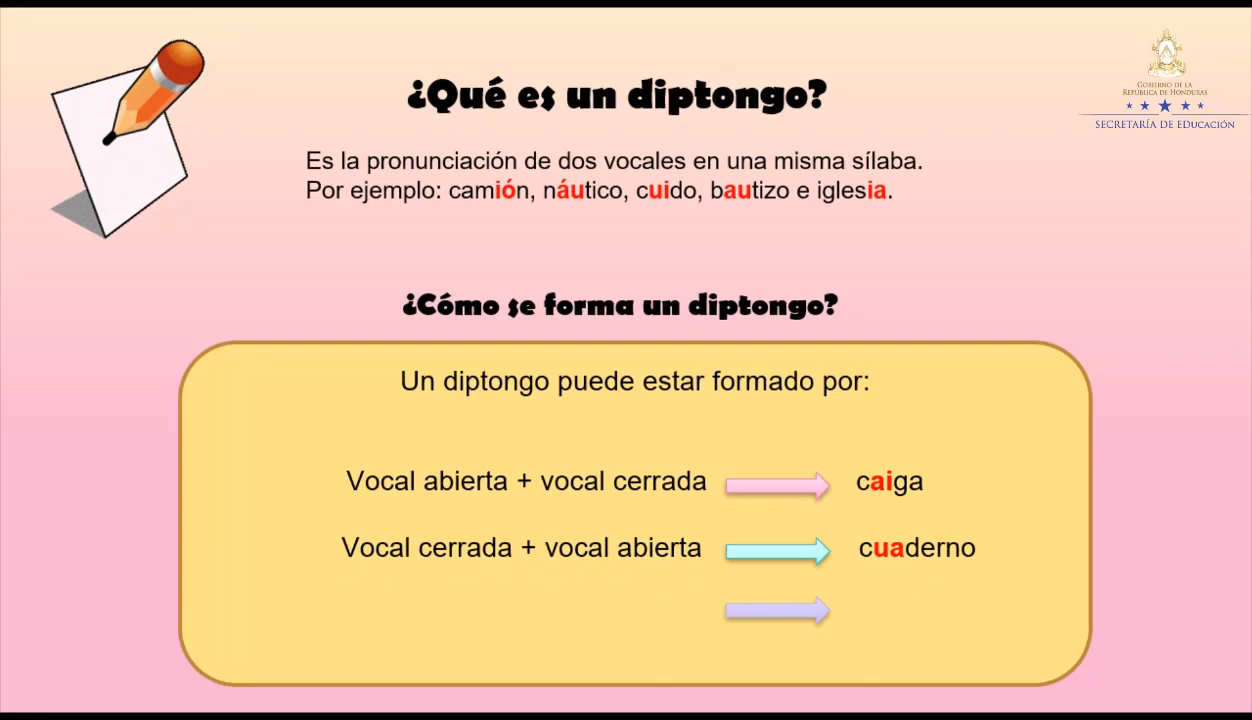 ¿Qué es un diptongo?
GOBIERNO DE LA
REPÚBLICA DE HONDURAS
SECRETARÍA DE EDUCACIÓN
Es la pronunciación de dos vocales en una misma sílaba.
Por ejemplo: camión, náutico, cuido, bautizo e iglesia.
¿Cómo se forma un diptongo?
Un diptongo puede estar formado por:
Vocal abierta + vocal cerrada caiga
Vocal cerrada + vocal abierta cuaderno